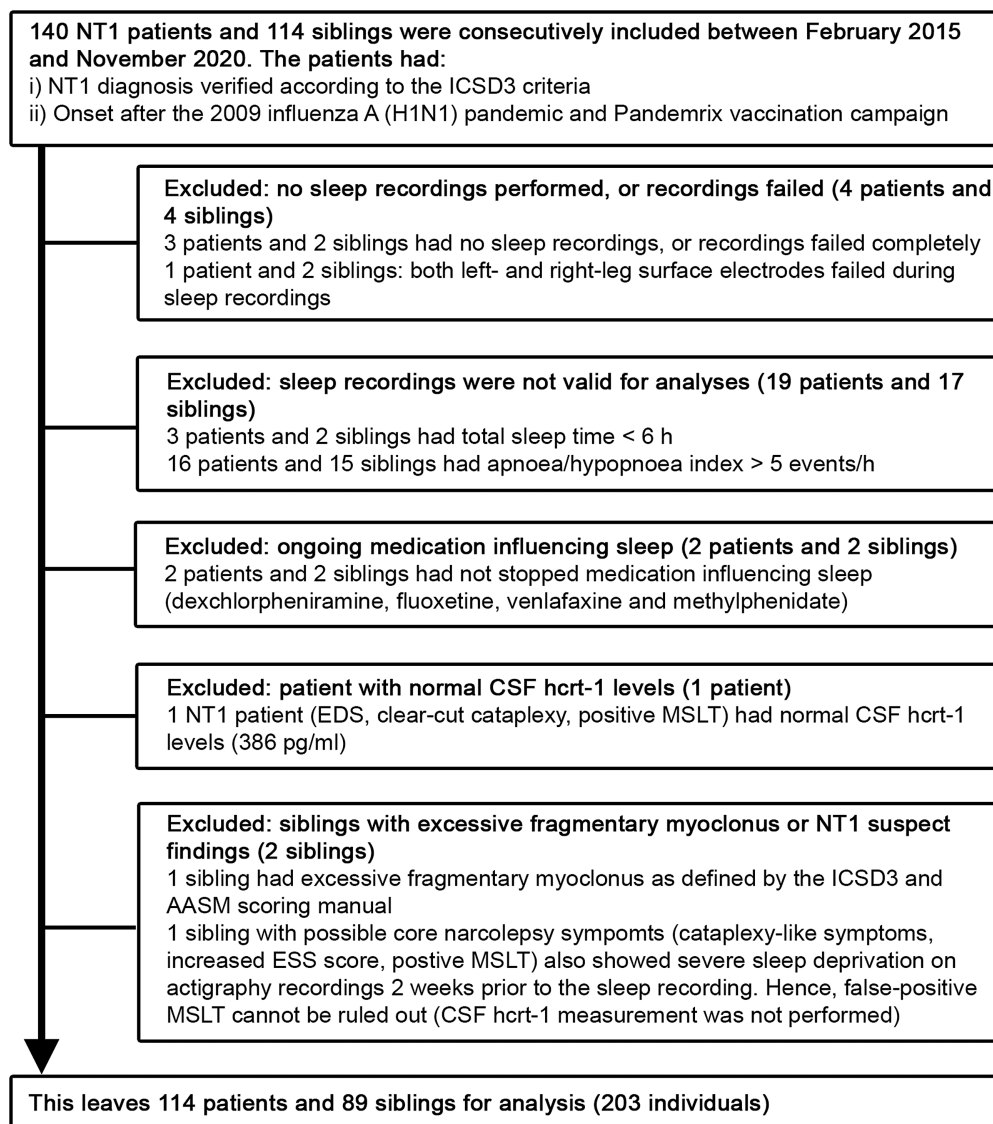 140 NT1 patients and 114 siblings were consecutively included between February 2015
and November 2020. The patients had:
i) NT1 diagnosis verified according to the ICSD3 criteria
ii) Onset after the 2009 influenza A (H1N1) pandemic and Pandemrix vaccination campaign
Excluded: no sleep recordings performed, or recordings failed (4 patients and
4 siblings)
3 patients and 2 siblings had no sleep recordings, or recordings failed completely
1 patient and 2 siblings: both left- and right-leg surface electrodes failed during
sleep recordings
Excluded: sleep recordings were not valid for analyses (19 patients and 17
siblings)
3 patients and 2 siblings had total sleep time < 6 h
16 patients and 15 siblings had apnoea/hypopnoea index > 5 events/h
Excluded: ongoing medication influencing sleep (2 patients and 2 siblings)
2 patients and 2 siblings had not stopped medication influencing sleep
(dexchlorpheniramine, fluoxetine, venlafaxine and methylphenidate)
Excluded: patient with normal CSF hcrt-1 levels (1 patient)
1 NT1 patient (EDS, clear-cut cataplexy, positive MSLT) had normal CSF hcrt-1
levels (386 pg/ml)
Excluded: siblings with excessive fragmentary myoclonus or NT1 suspect
findings (2 siblings)
1 sibling had excessive fragmentary myoclonus as defined by the ICSD3 and
AASM scoring manual
1 sibling with possible core narcolepsy sympomts (cataplexy-like symptoms,
increased ESS score, postive MSLT) also showed severe sleep deprivation on
actigraphy recordings 2 weeks prior to the sleep recording. Hence, false-positive
MSLT cannot be ruled out (CSF hcrt-1 measurement was not performed)
This leaves 114 patients and 89 siblings for analysis (203 individuals)